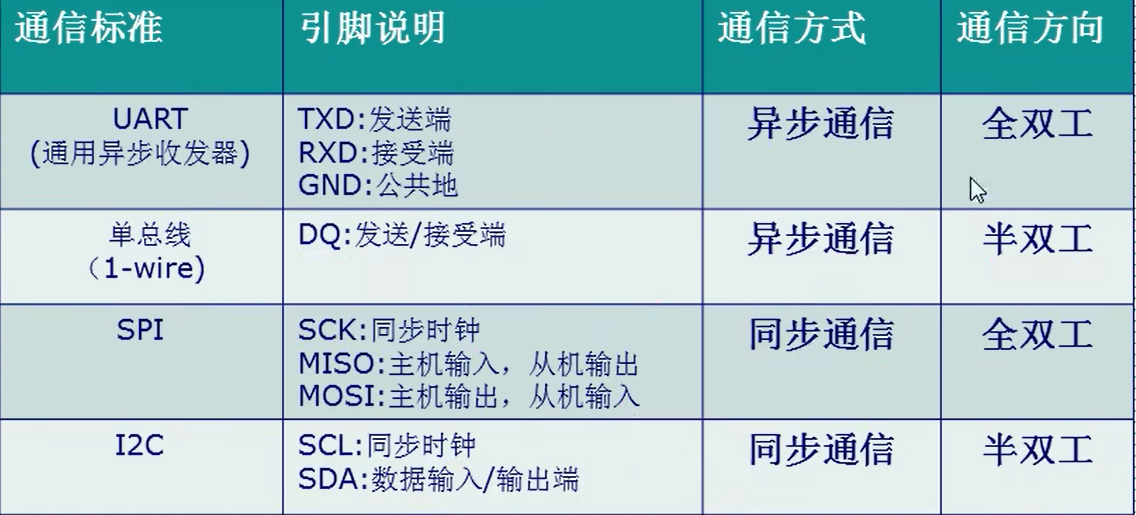 通信标准 引脚说明 通信方式 通信方向
UART
(通用异步收发器)
TXD:发送端
RXD:接受端
GND:公共地
异步通信
全双工
单总线
（1-wire)
DQ:发送/接受端
异步通信
半双工
SPI
SCK:同步时钟
MISO:主机输入，从机输出
MOSI:主机输出，从机输入
同步通信
全双工
I2C
SCL:同步时钟
SDA:数据输入/输出端
同步通信
半双工